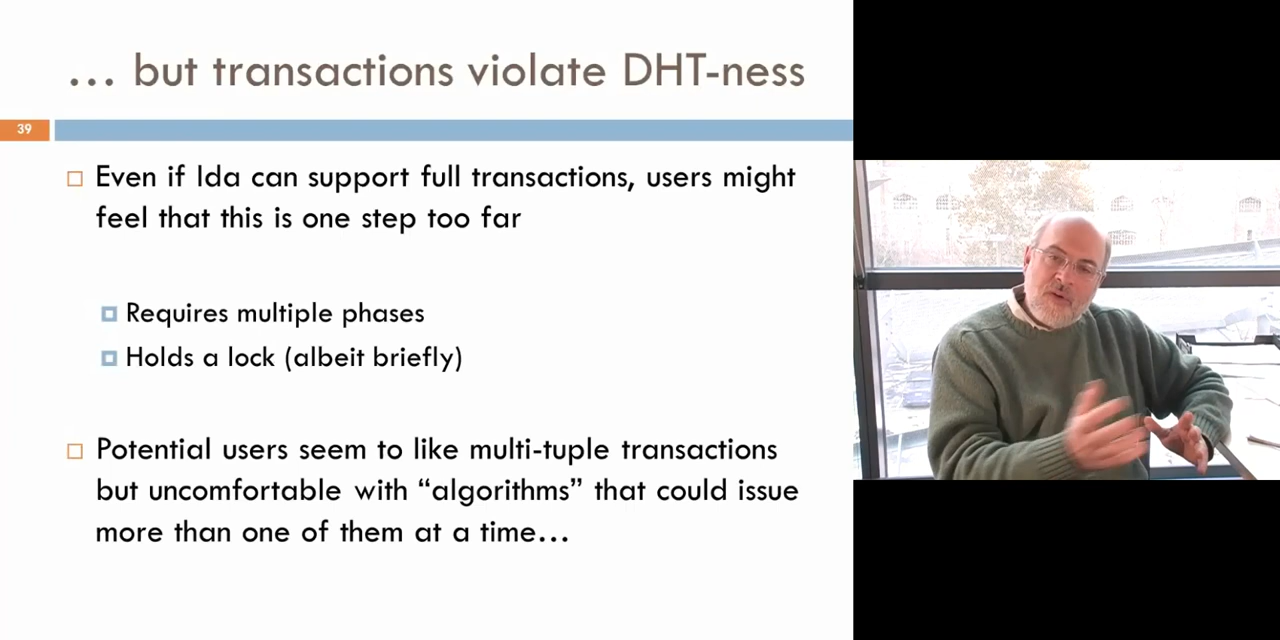 … but transactions violate DHT-ness
39
Even if Ida can support full transactions, users might
feel that this is one step too far
Requires multiple phases
Holds a lock (albeit briefly)
Potential users seem to like multi-tuple transactions
but uncomfortable with “algorithms” that could issue
more than one of them at a time…